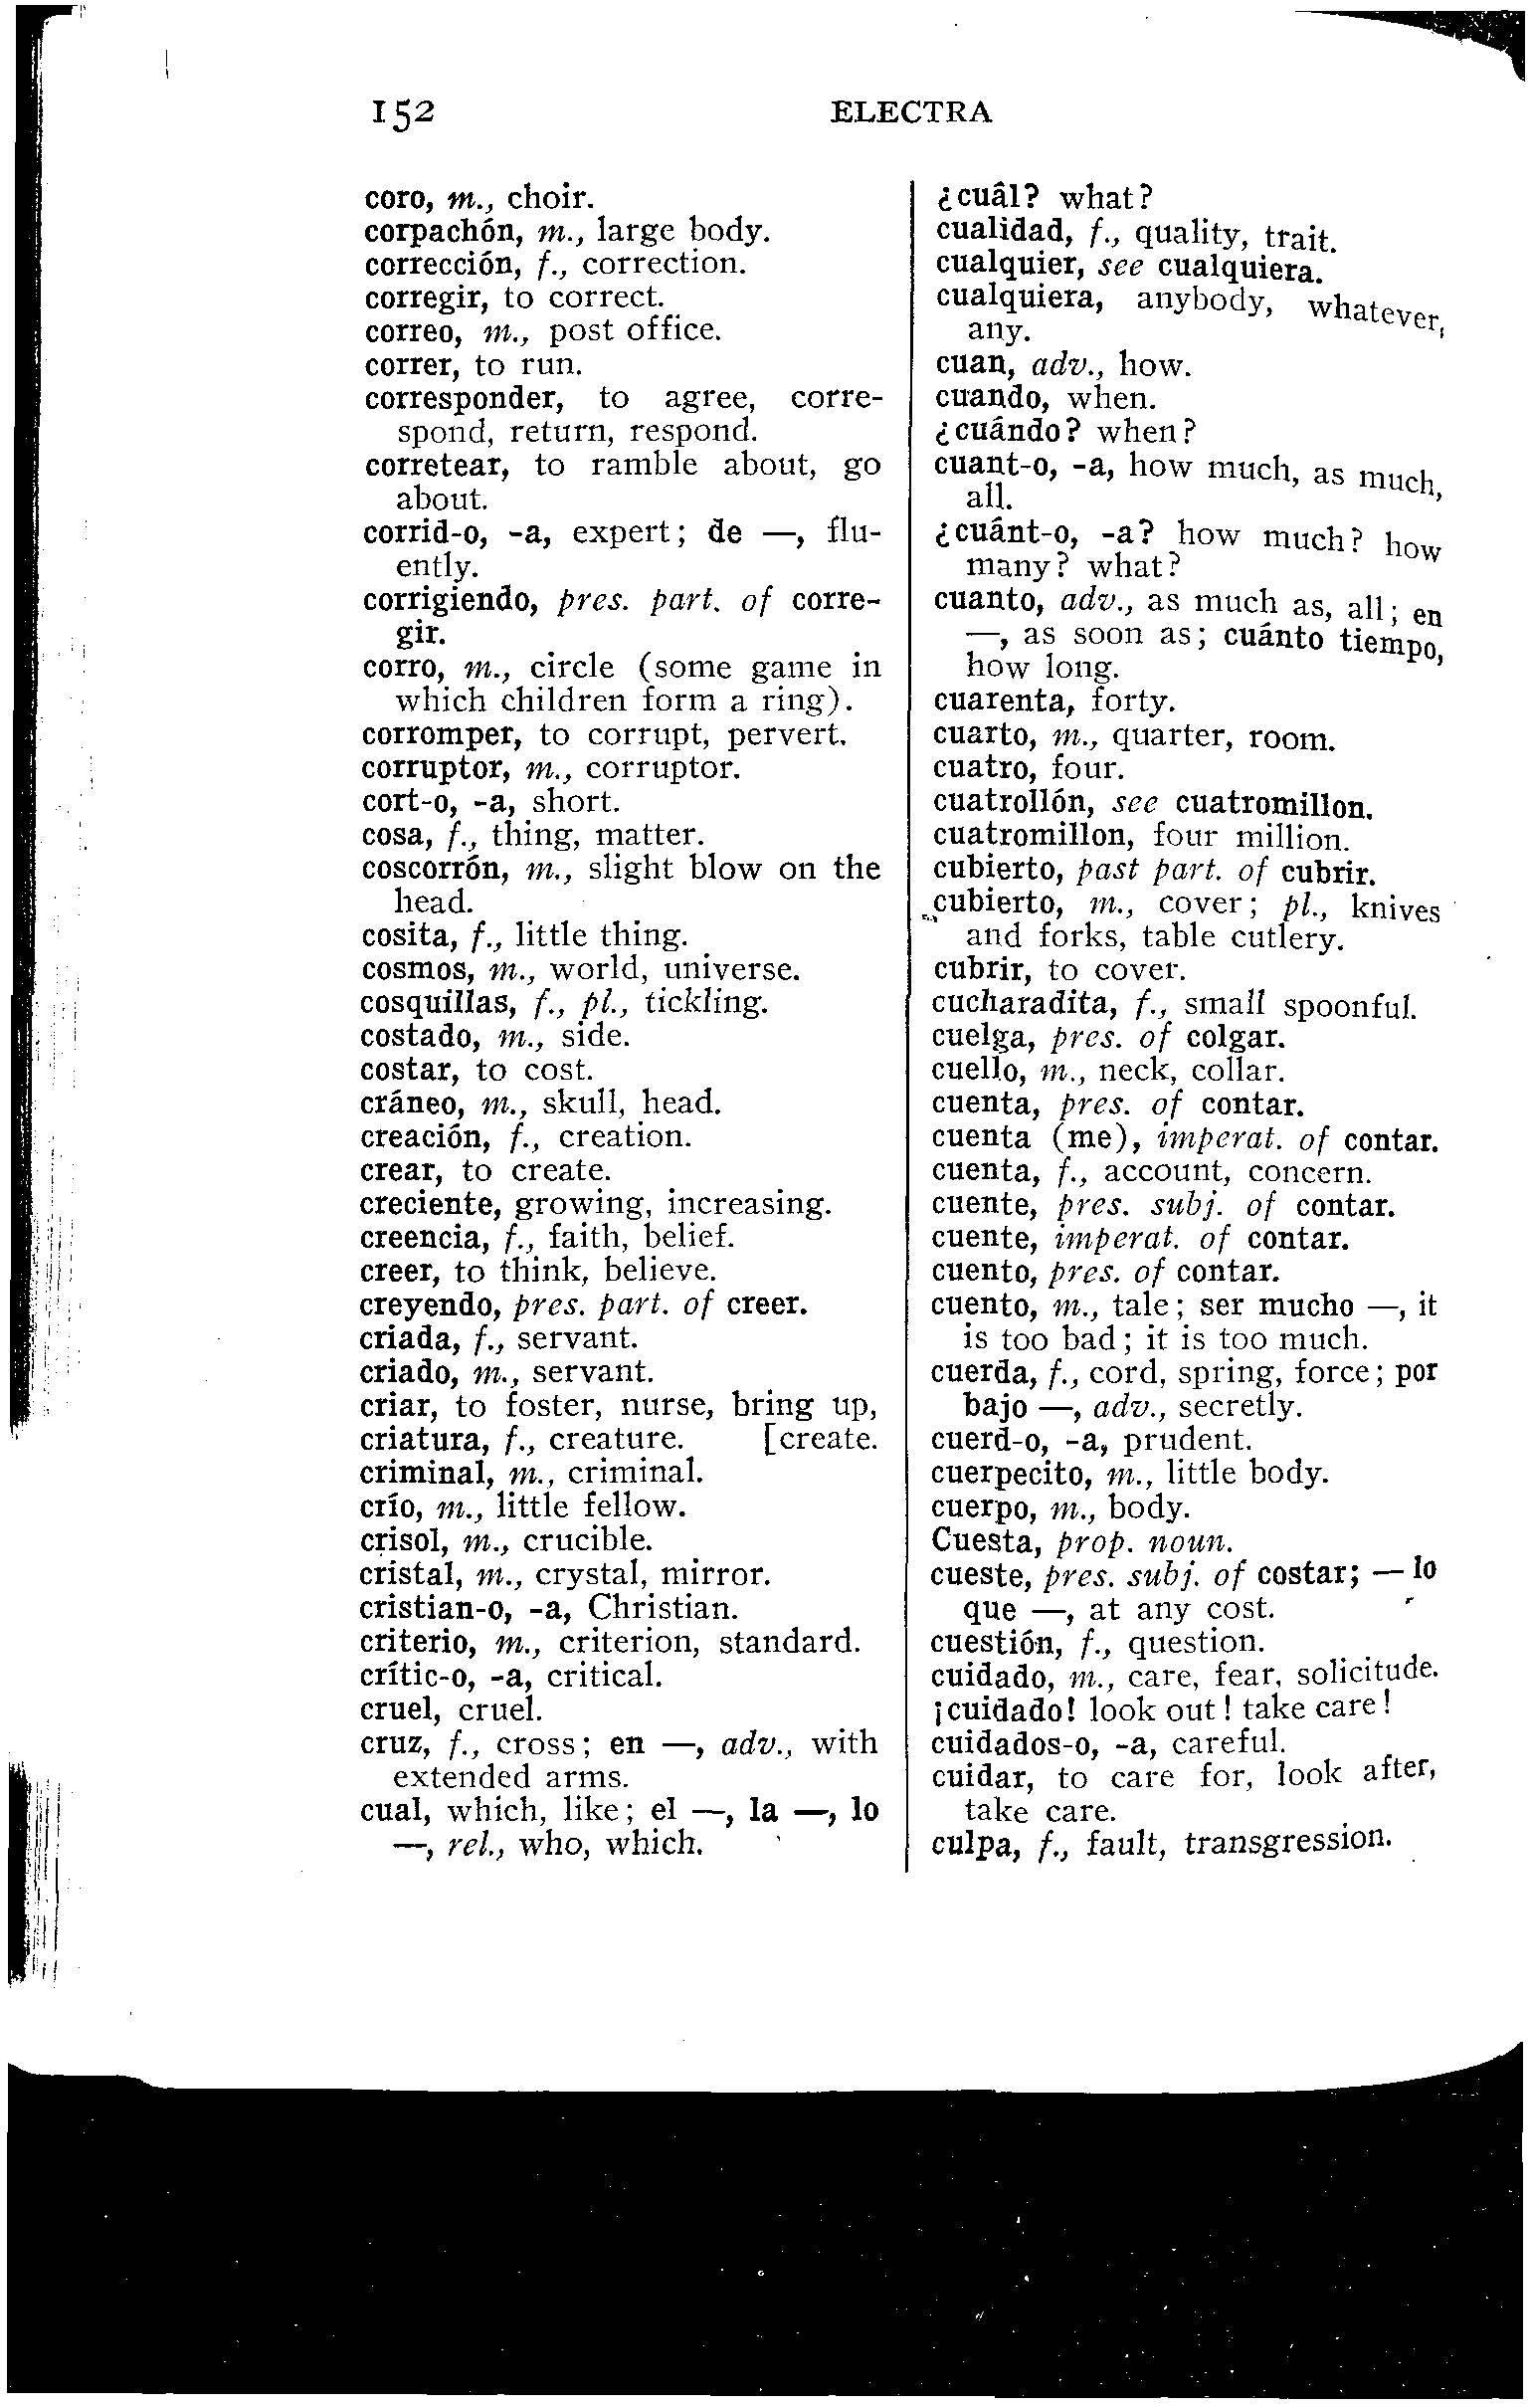 152 ELECTRA
coro, m., choir.
corpachón, m., large body.
corrección, f., correction.
corregir, to correct.
correo, m., post office.
correr, to run.
corresponder, to agree, corre-
spond, return, respond.
corretear, to ramble about, go
about.
corrid-o, -a, expert; de —, flu-
ently.
corrigiendo, pres. part. of corre-
gir.
corro, m., circle (some game in
which children form a ring).
corromper, to corrupt, pervert.
corruptor, m., corruptor.
cort-o, -a, short.
cosa, f., thing, matter.
coscorrón, m., slight blow on the
head.
cosita, f., little thing.
cosmos, m., world, universe.
cosquillas, f., pl., tickling.
costado, m., side.
costar, to cost.
cráneo, m., skull, head.
creación, f., creation.
crear, to create.
creciente, growing, increasing.
creencia, f., faith, belief.
creer, to think, believe.
creyendo, pres. part. of creer.
criada, f., servant.
criado, m., servant.
criar, to foster, nurse, bring up,
criatura, f., creature. [create.
criminal, m., criminal.
crío, m., little fellow.
crisol, m., crucible.
cristal, m., crystal, mirror.
cristian-o, -a, Christian.
criterio, m., criterion, standard.
crític-o, -a, critical.
cruel, cruel.
cruz, f., cross; en —, adv., with
extended arms.
cual, which, like; el —, la —, lo
—, rel., who, which.
¿cuál? what?
cualidad, f., quality, trait.
cualquier, see cualquiera.
cualquiera, anybody, whatever,
any.
cuan, adv., how.
cuando, when.
¿cuándo? when?
cuant-o, -a, how much, as much,
all.
¿cuánt-o, -a? how much? how
many? what?
cuanto, adv., as much as, all; en
—, as soon as; cuánto tiempo,
how long.
cuarenta, forty.
cuarto, m., quarter, room.
cuatro, four.
cuatrollón, see cuatromillon.
cuatromillon, four million.
cubierto, past part. of cubrir.
cubierto, m., cover; pl., knives
and forks, table cutlery.
cubrir, to cover.
cucharadita, f., small spoonful.
cuelga, pres. of colgar.
cuello, m., neck, collar.
cuenta, pres. of contar.
cuenta (me), imperat. of contar.
cuenta, f., account, concern.
cuente, pres. subj. of contar.
cuente, imperat. of contar.
cuento, pres. of contar.
cuento, m., tale; ser mucho —, it
is too bad; it is too much.
cuerda, f., cord, spring, force; por
bajo —, adv., secretly.
cuerd-o, -a, prudent.
cuerpecito, m., little body.
cuerpo, m., body.
Cuesta, prop. noun.
cueste, pres. subj. of costar; — lo
que —, at any cost.
cuestión, f., question.
cuidado, m., care, fear, solicitude.
¡cuidado! look out! take care!
cuidados-o, -a, careful.
cuidar, to care for, look after,
take care.
culpa, f., fault, transgression.